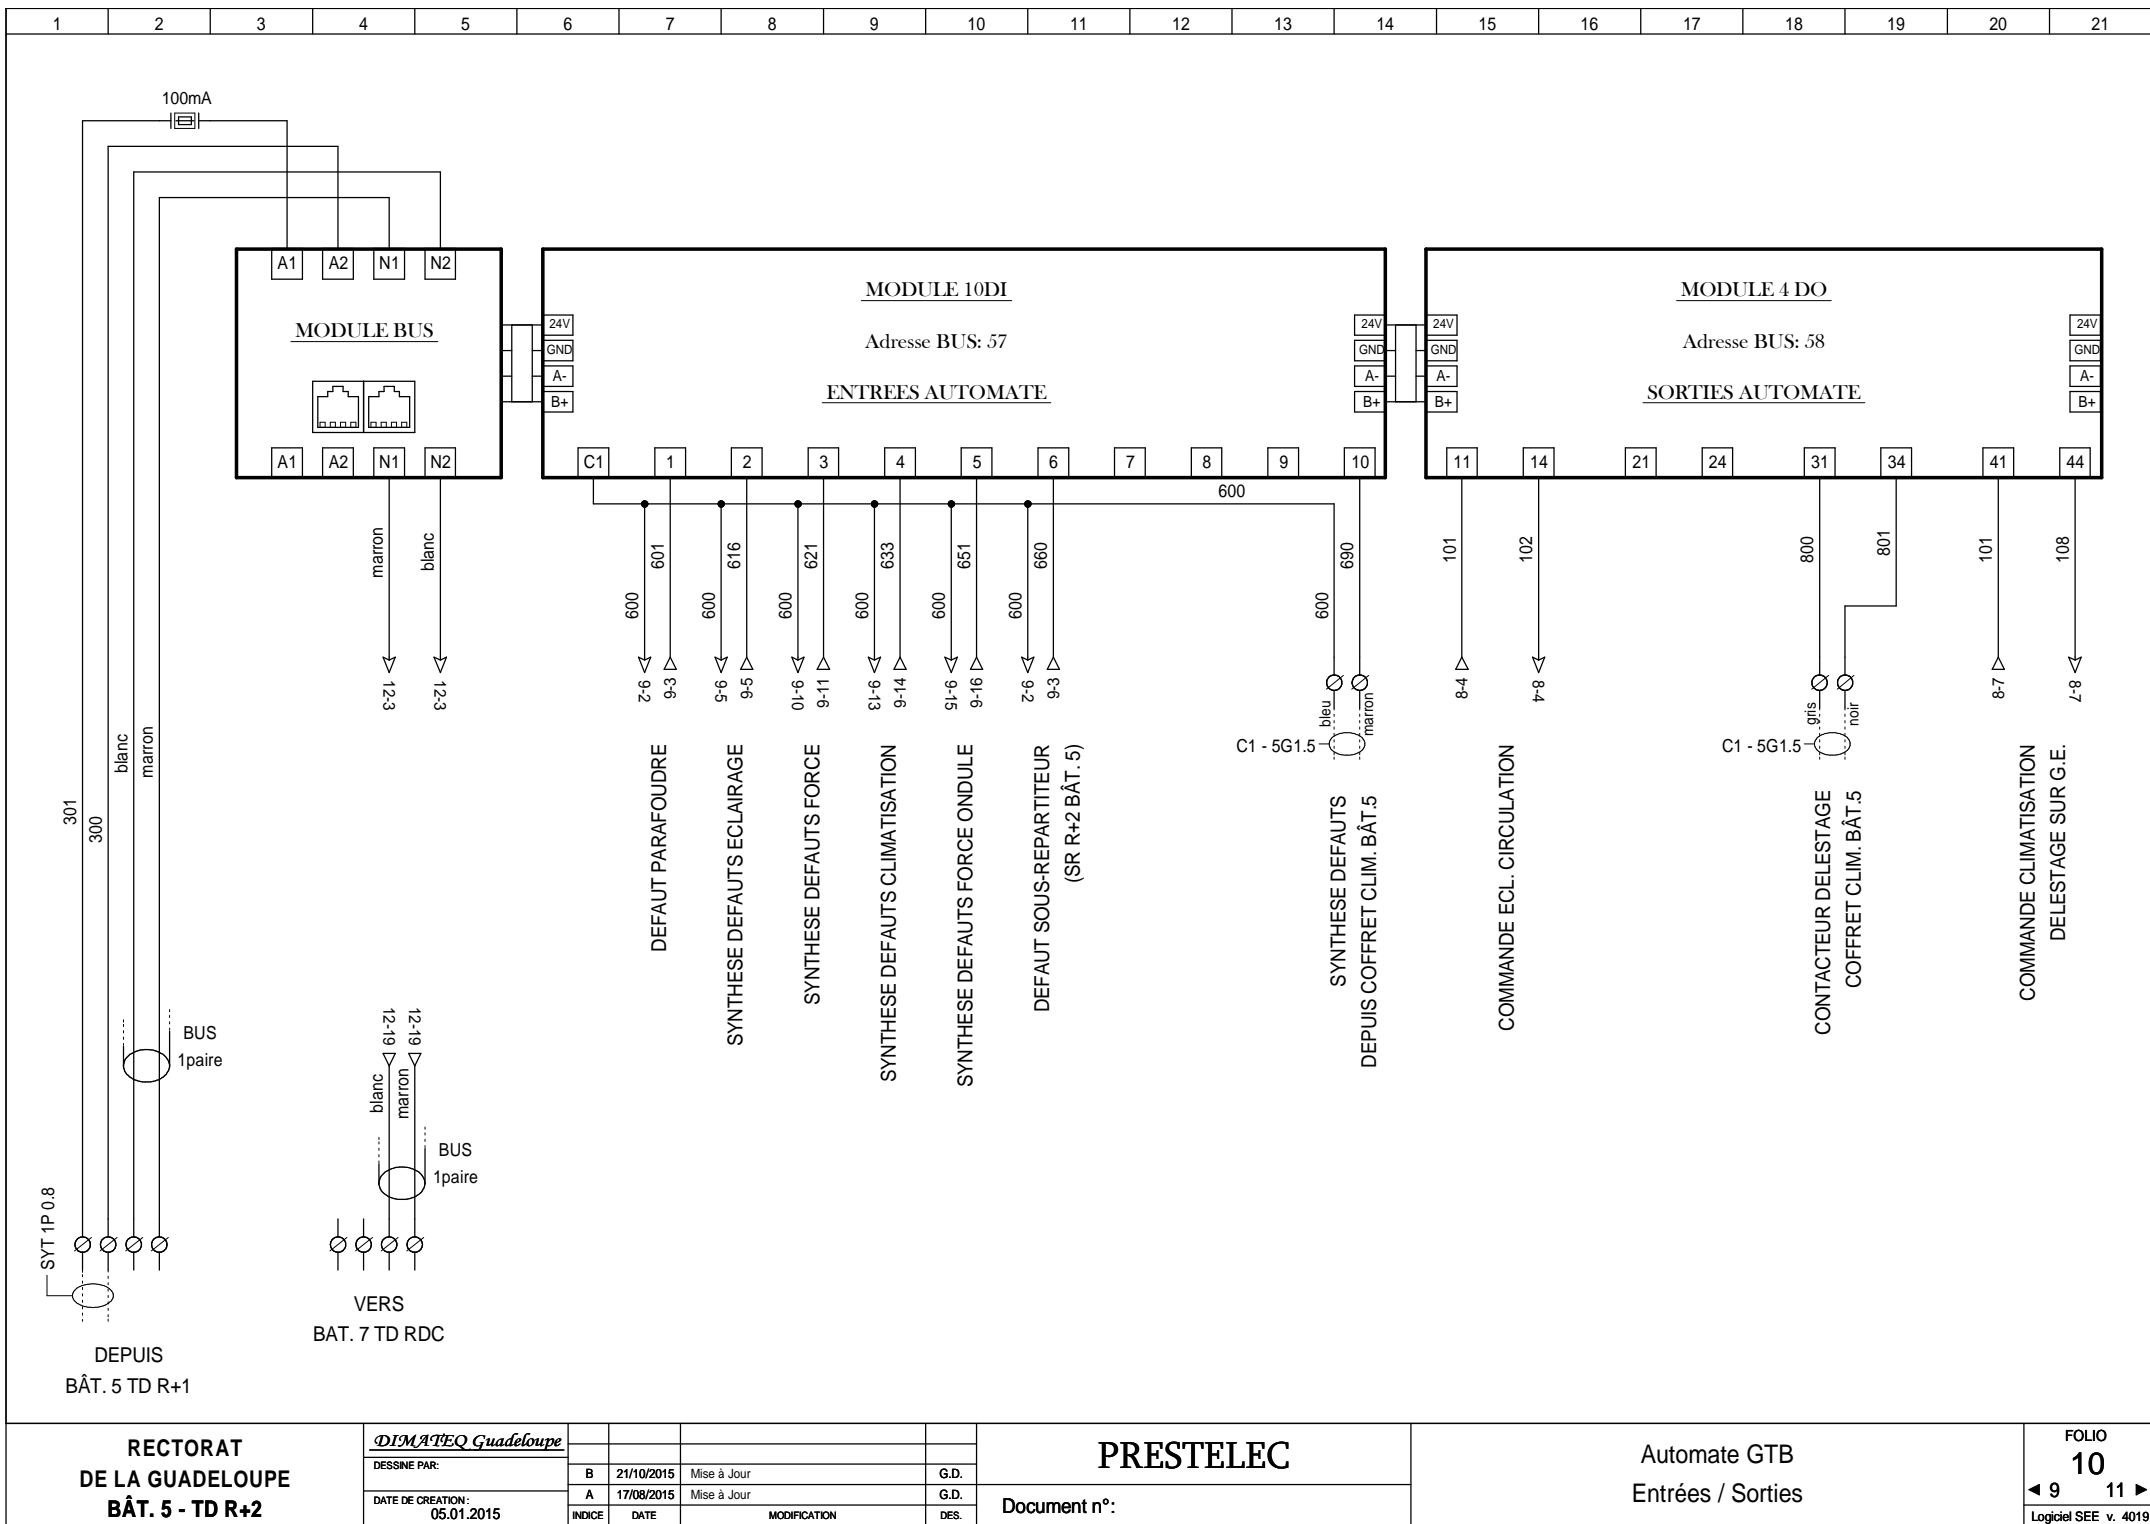 1 2 3 4 5 6 7 8 9 10 11 12 13 14 15 16 17 18 19 20 21
100mA
A1 A2 N1 N2
MODULE BUS
A1 A2 N1 N2
MODULE 10DI
Adresse BUS: 57
ENTREES AUTOMATE
24V
GND
A-
B+
24V
GND
A-
B+
C1 1 2 3 4 5 6 7 8 9 10
MODULE 4 DO
Adresse BUS: 58
SORTIES AUTOMATE
24V
GND
A-
B+
24V
GND
A-
B+
11 14 21 24 31 34 41 44
600
marron
blanc
12-3
12-3
600
601
600
616
600
621
600
633
600
651
600
660
600
690
101
102
800
801
101
108
9-2
9-3
9-5
9-5
9-10
9-11
9-13
9-14
9-15
9-16
9-2
9-3
8-4
8-4
8-7
8-7
bleu
marron
C1 - 5G1.5
gris
noir
C1 - 5G1.5
DEFAUT PARAFOUDRE
SYNTHESE DEFAUTS ECLAIRAGE
SYNTHESE DEFAUTS FORCE
SYNTHESE DEFAUTS CLIMATISATION
SYNTHESE DEFAUTS FORCE ONDULE
DEFAUT SOUS-REPARTITEUR
(SR R+2 BÂT. 5)
SYNTHESE DEFAUTS
DEPUIS COFFRET CLIM. BÂT.5
COMMANDE ECL. CIRCULATION
CONTACTEUR DELESTAGE
COFFRET CLIM. BÂT.5
COMMANDE CLIMATISATION
DELESTAGE SUR G.E.
301
300
blanc
marron
BUS
1paire
12-19
12-19
blanc
marron
BUS
1paire
SYT 1P 0.8
DEPUIS
BÂT. 5 TD R+1
VERS
BAT. 7 TD RDC
RECTORAT
DE LA GUADELOUPE
BÂT. 5 - TD R+2
DIMATEQ Guadeloupe
DESSINE PAR:
DATE DE CREATION :
05.01.2015
B 21/10/2015 Mise à Jour G.D.
A 17/08/2015 Mise à Jour G.D.
INDICE DATE MODIFICATION DES.
PRESTELEC
Document n°:
Automate GTB
Entrées / Sorties
FOLIO
10
◄ 9 11 ►
Logiciel SEE v. 4019